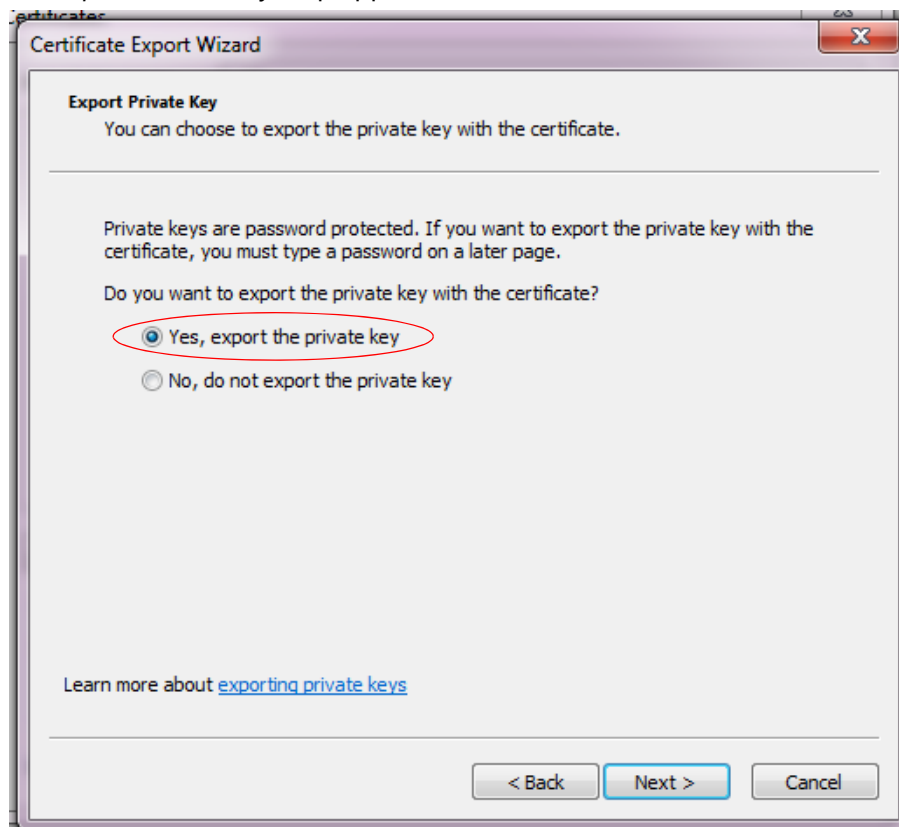 Certificates
Certificate Export Wizard
Export Private Key
You can choose to export the private key with the certificate.
Private keys are password protected. If you want to export the private key with the
certificate, you must type a password on a later page.
Do you want to export the private key with the certificate?
Yes, export the private key
No, do not export the private key
Learn more about exporting private keys
< Back
Next >
Cancel